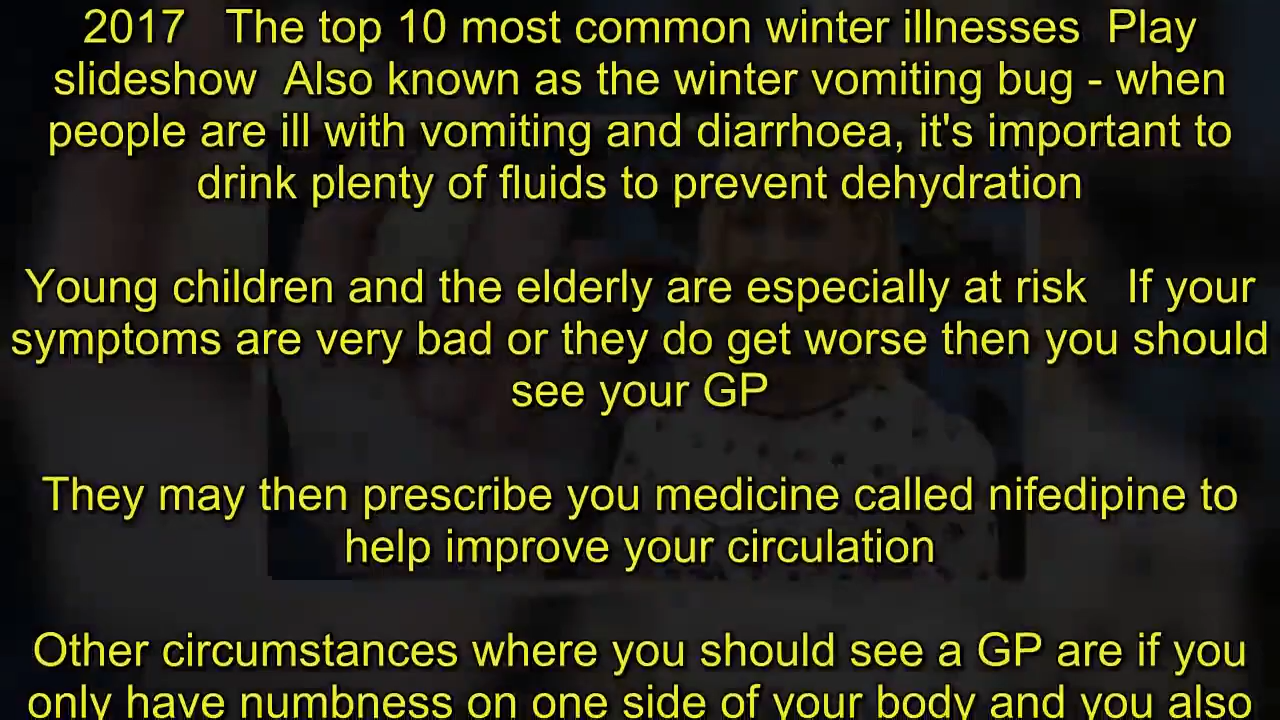 2017 The top 10 most common winter illnesses Play
slideshow Also known as the winter vomiting bug - when
people are ill with vomiting and diarrhoea, it's important to
drink plenty of fluids to prevent dehydration
Young children and the elderly are especially at risk If your
symptoms are very bad or they do get worse then you should
see your GP
They may then prescribe you medicine called nifedipine to
help improve your circulation
Other circumstances where you should see a GP are if you
only have numbness on one side of your body and you also